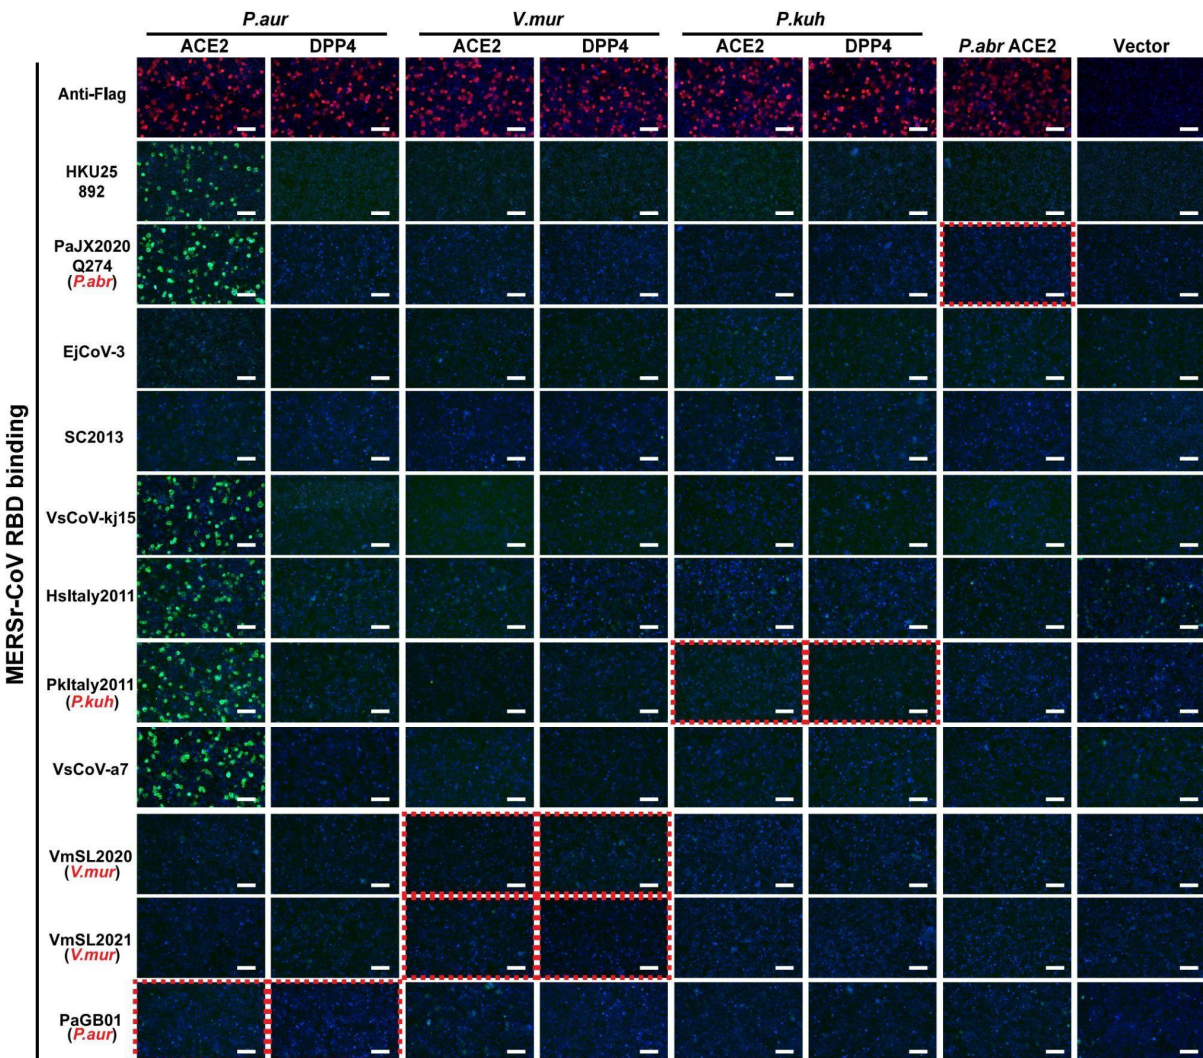 P.aur V.mur P.kuh
ACE2 DPP4 ACE2 DPP4 ACE2 DPP4 P.abr ACE2 Vector
MERSr-CoV RBD binding
Anti-Flag
HKU25
892
PaJX2020
Q274
(P.abr)
EjCoV-3
SC2013
VsCoV-kj15
HsItaly2011
PkItaly2011
(P.kuh)
VsCoV-a7
VmSL2020
(V.mur)
VmSL2021
(V.mur)
PaGB01
(P.aur)